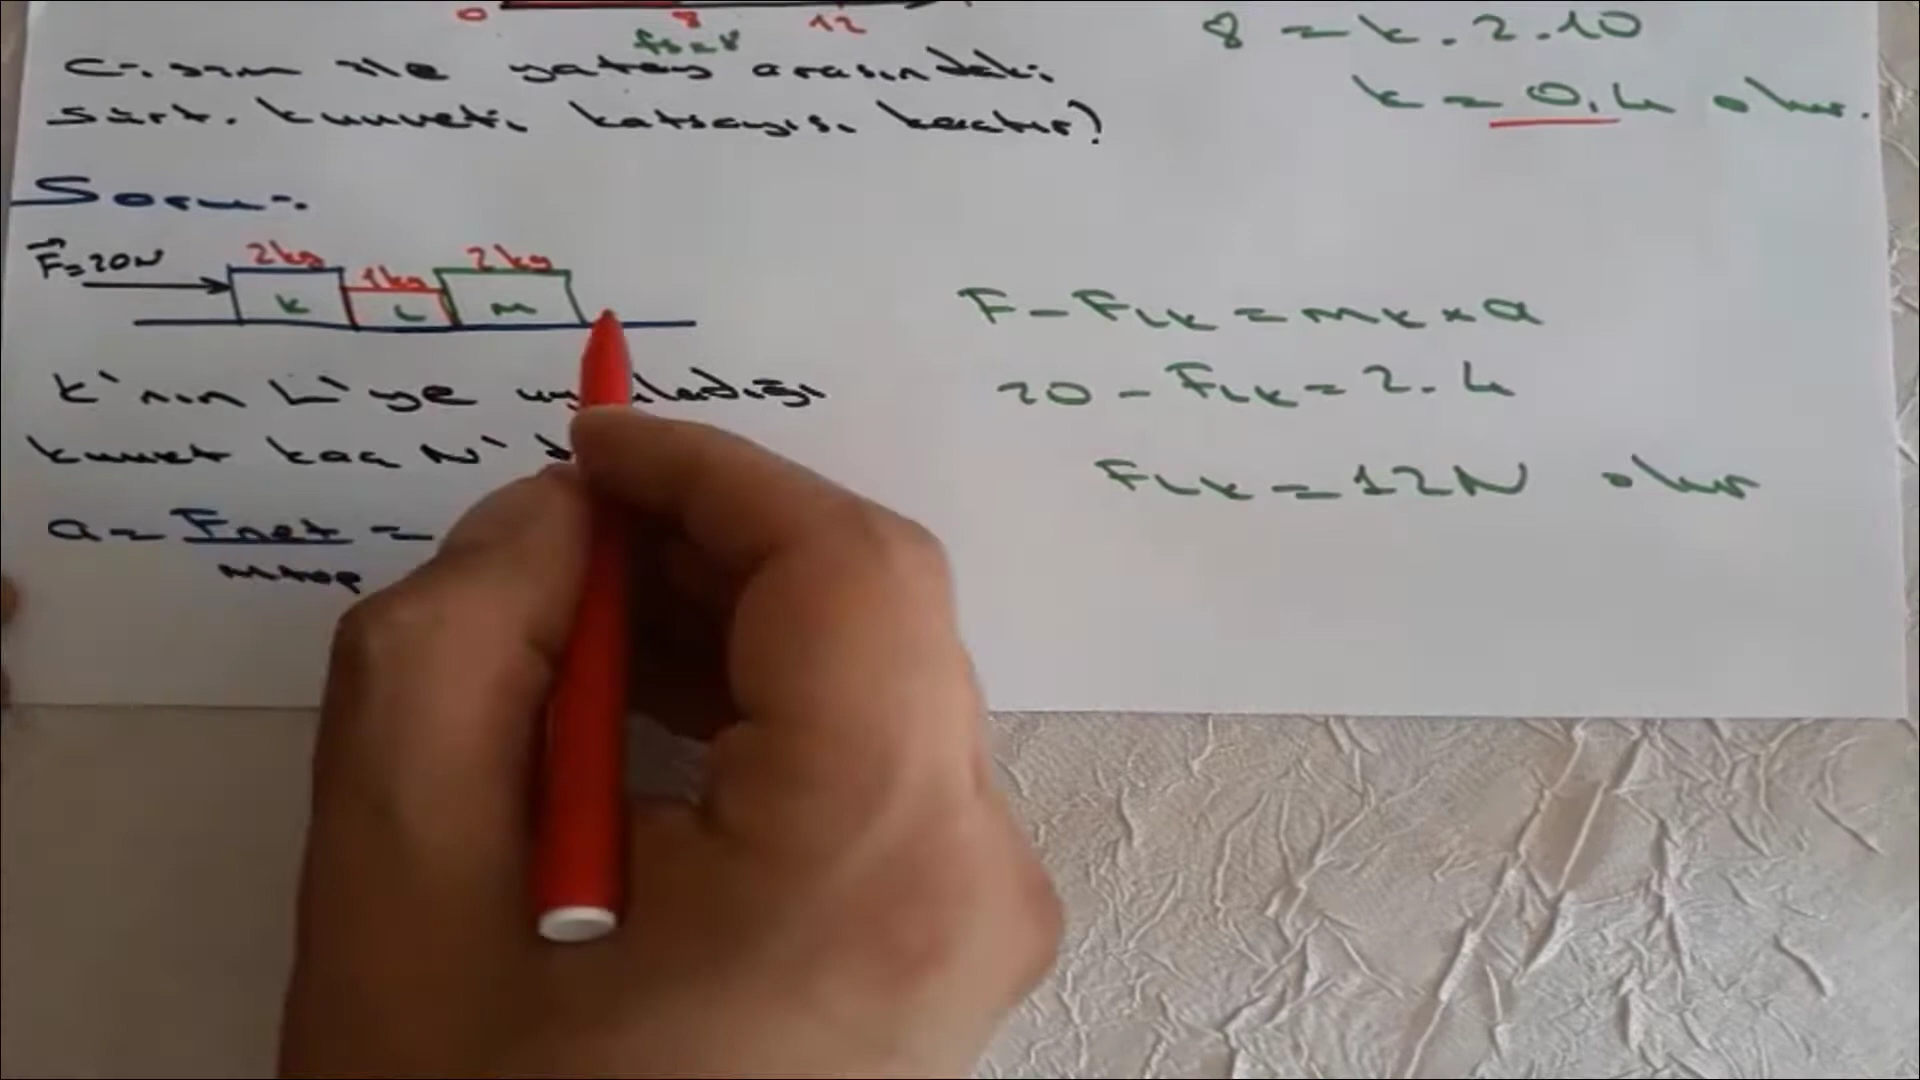 0 8 12
fs=8
Cisim ile yatay arasındaki
Sürt. kuvveti katsayısı kaçtır?
8 = k.2.10
k = 0,4 olur.
Soru:
F=20N
2kg 1kg 2kg
K L M
K'nın L'ye uyguladığı
kuvvet kaç N'
a = Fnet =
mtop
F - FLK = mK x a
20 - FLK = 2.4
FLK = 12N olur